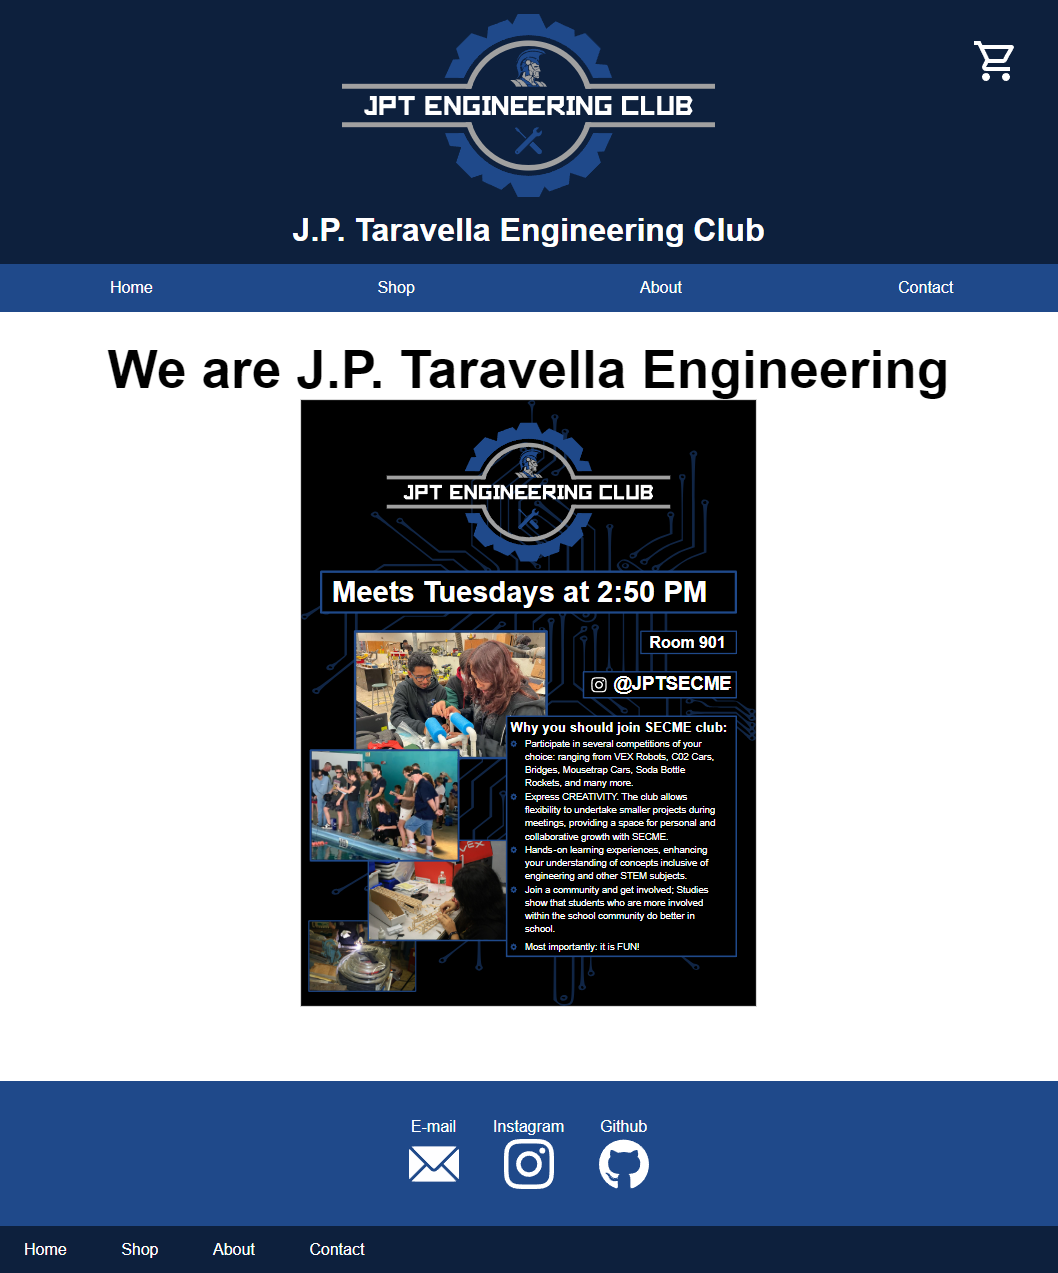 JPT ENGINEERING CLUB
J.P. Taravella Engineering Club
Home Shop About Contact
We are J.P. Taravella Engineering
JPT ENGINEERING CLUB
Meets Tuesdays at 2:50 PM
Room 901
@JPTSECME
Why you should join SECME club:
Participate in several competitions of your
choice: ranging from VEX Robots, C02 Cars,
Bridges, Mousetrap Cars, Soda Bottle
Rockets, and many more.
Express CREATIVITY. The club allows
flexibility to undertake smaller projects during
meetings, providing a space for personal and
collaborative growth with SECME.
Hands-on learning experiences, enhancing
your understanding of concepts inclusive of
engineering and other STEM subjects.
Join a community and get involved; Studies
show that students who are more involved
within the school community do better in
school.
Most importantly: it is FUN!
E-mail Instagram Github
Home Shop About Contact